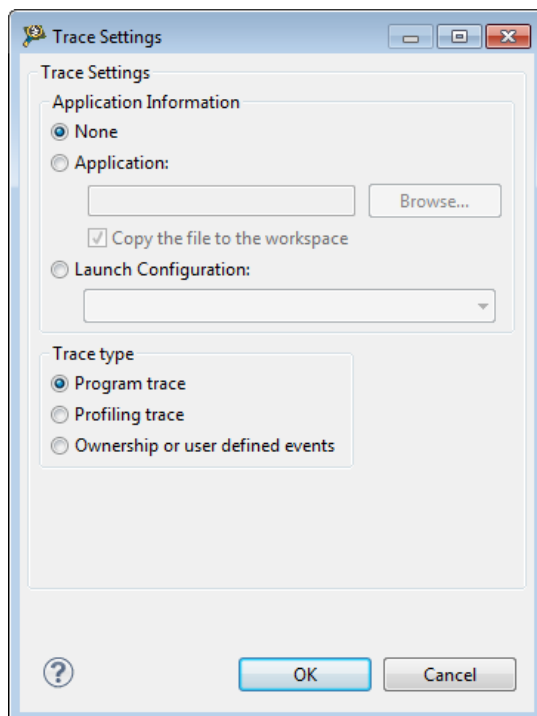 Trace Settings
Trace Settings
Application Information
None
Application:
Browse...
Copy the file to the workspace
Launch Configuration:
Trace type
Program trace
Profiling trace
Ownership or user defined events
?
OK
Cancel